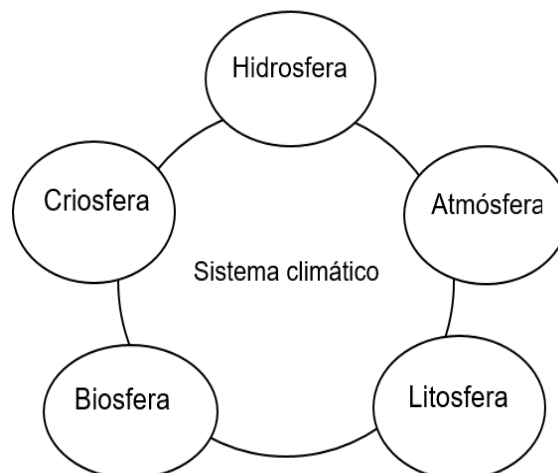 Hidrosfera
Criosfera
Atmósfera
Sistema climático
Biosfera
Litosfera